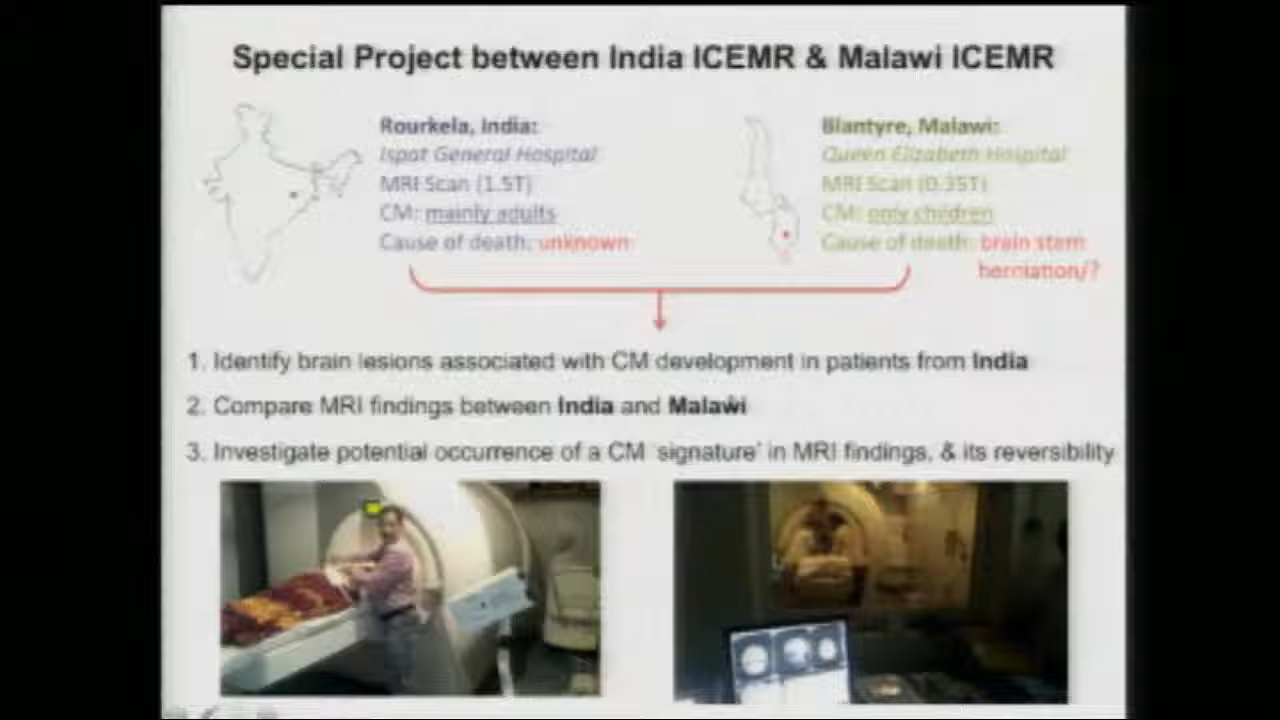 Special Project between India ICEMR & Malawi ICEMR
Rourkela, India:
Ispat General Hospital
MRI Scan (1.5T)
CM: mainly adults
Cause of death: unknown
Blantyre, Malawi:
Queen Elizabeth Hospital
MRI Scan (0.35T)
CM: only children
Cause of death: brain stem
herniation/?
1. Identify brain lesions associated with CM development in patients from India
2. Compare MRI findings between India and Malawi
3. Investigate potential occurrence of a CM 'signature' in MRI findings, & its reversibility